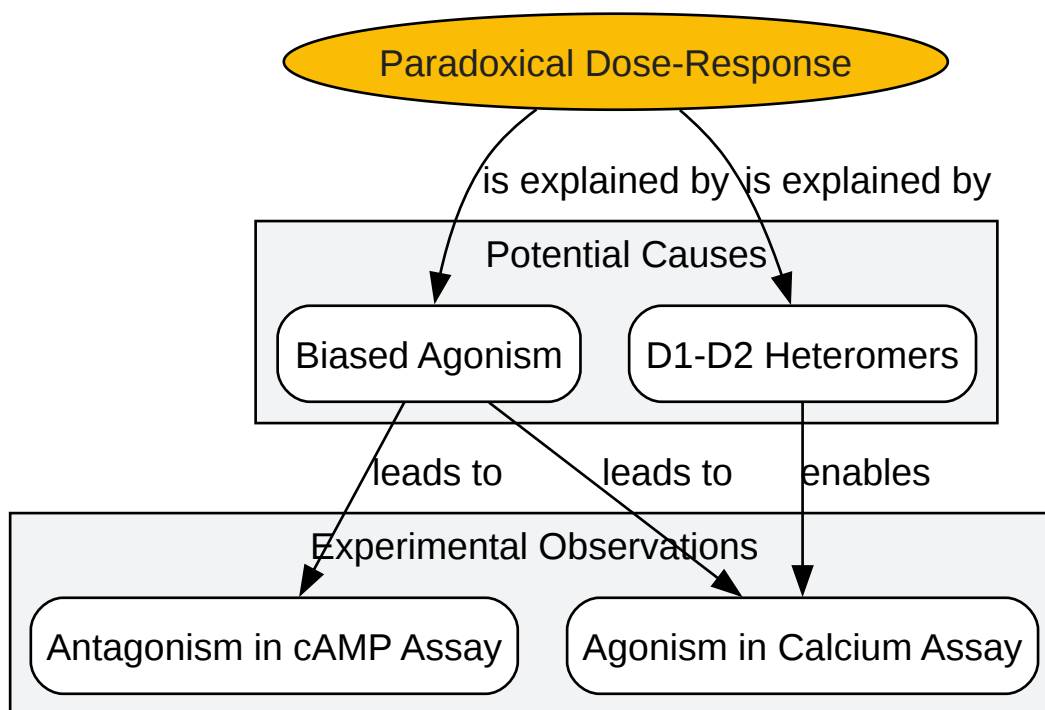 Paradoxical Dose-Response
is explained by
is explained by
Potential Causes
Biased Agonism
D1-D2 Heteromers
leads to
leads to
enables
Experimental Observations
Antagonism in cAMP Assay
Agonism in Calcium Assay